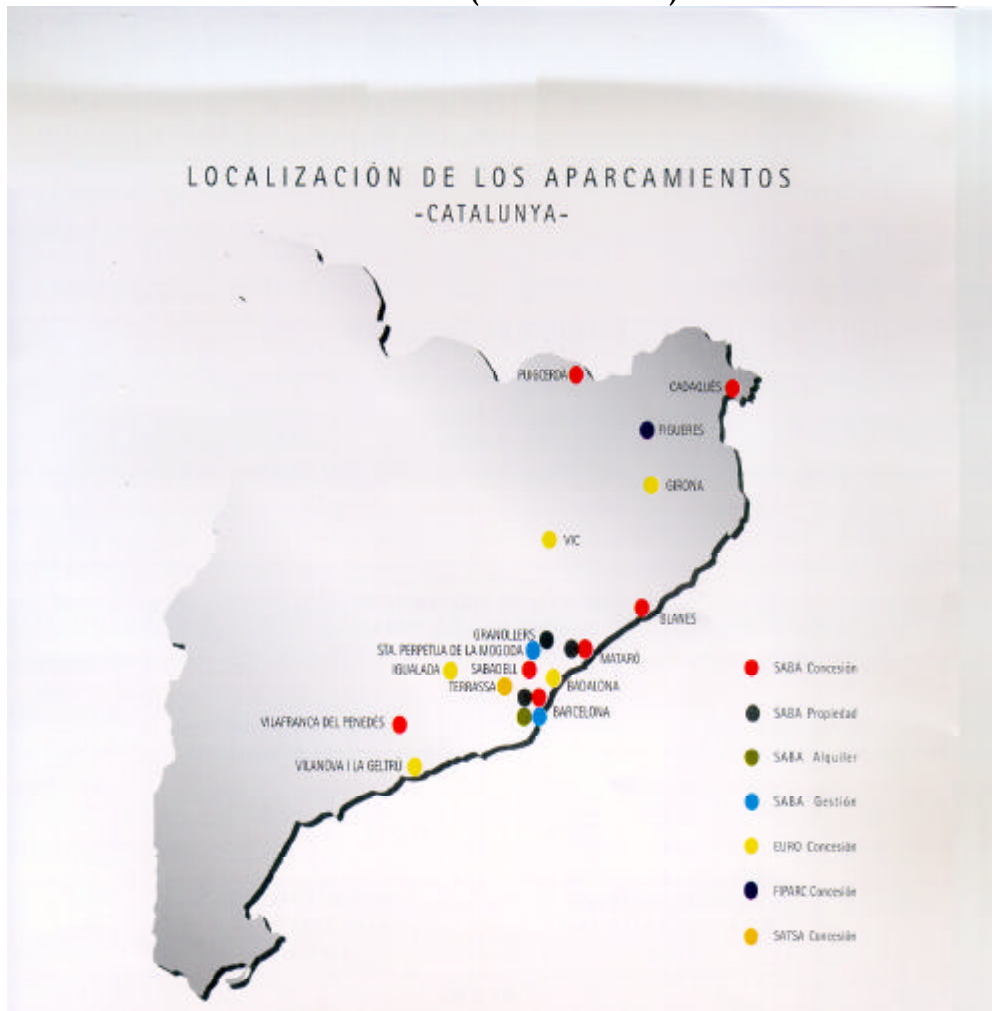 LOCALIZACIÓN DE LOS APARCAMIENTOS
-CATALUNYA-
PUIGCERDA
CADAQUÉS
FIGUERES
GIRONA
VIC
BLANES
GRANOLLERS
STA. PERPETUA DE LA MOGODA
MATARÓ
IGUALADA
SABADELL
TERRASSA
BADALONA
BARCELONA
VILAFRANCA DEL PENEDÉS
VILANOVA I LA GELTRU
SABA Concesión
SABA Propiedad
SABA Alquiler
SABA Gestión
EURO Concesión
FIPARC Concesión
SATSA Concesión